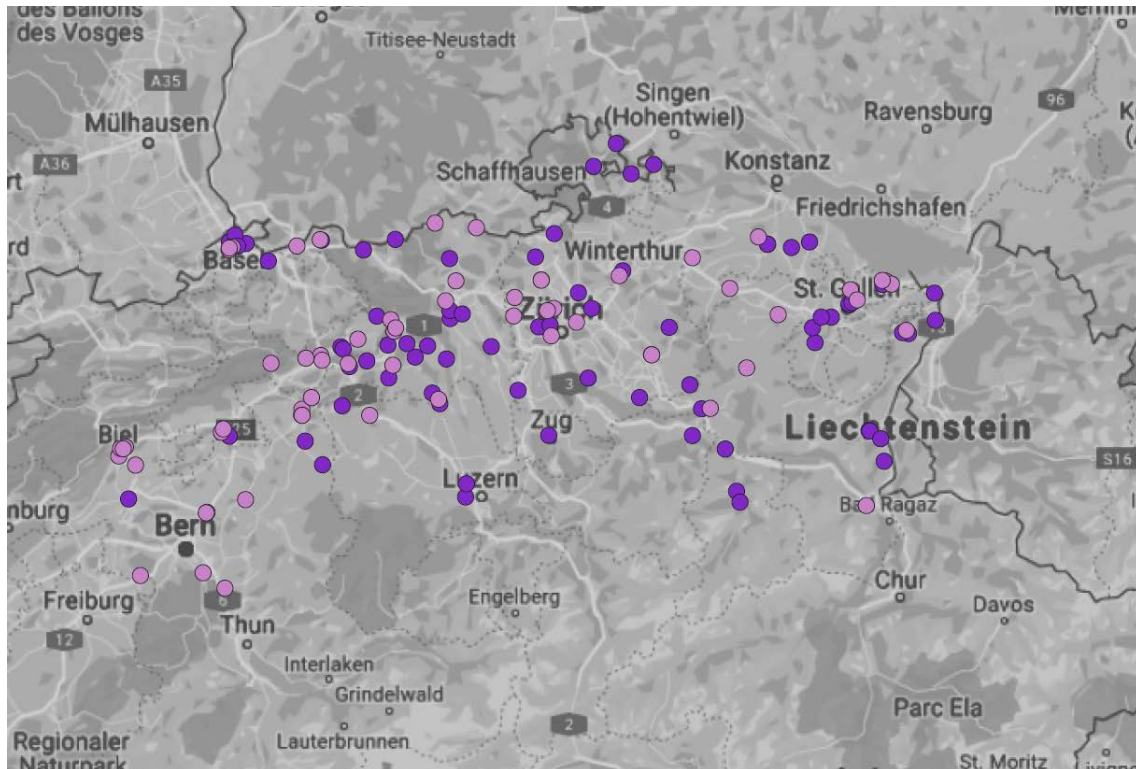 des Ballons
des Vosges
Titisee-Neustadt
A35
Singen
(Hohentwiel)
Ravensburg
96
Mülhausen
A36
Schaffhausen
Konstanz
4
Friedrichshafen
Basel
Winterthur
St. Gallen
Zürich
1
13
2
3
Biel
Zug
Liechtenstein
S16
Luzern
Bad Ragaz
Bern
6
Freiburg
Engelberg
Chur
Davos
12
Thun
Interlaken
Grindelwald
2
Parc Ela
Lauterbrunnen
Regionaler
Naturpark
St. Moritz